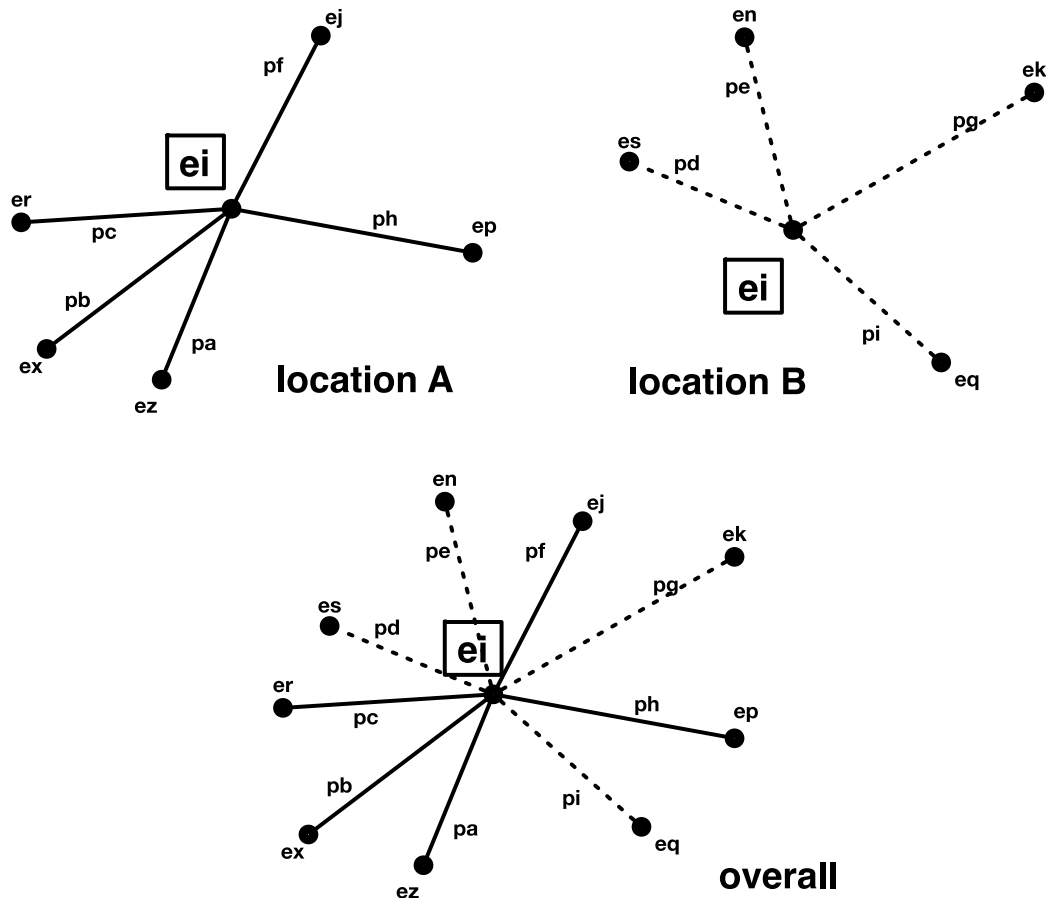 ej
pf
ei
er
pc
ph
ep
pb
pa
ex
ez
location A
en
pe
ek
pg
es
pd
ei
pi
eq
location B
en
ej
pe
pf
ek
pg
es
pd
ei
er
pc
ph
ep
pb
pi
pa
ex
eq
ez
overall